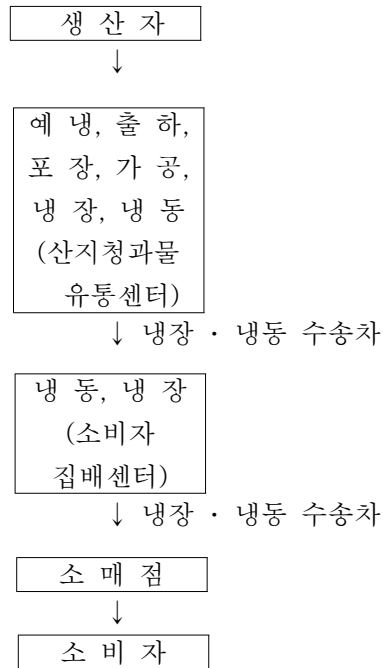 생 산 자
↓
예 냉, 출 하,
포 장, 가 공,
냉 장, 냉 동
(산지청과물
유통센터)
↓ 냉장 · 냉동 수송차
냉 동, 냉 장
(소비자
집배센터)
↓ 냉장 · 냉동 수송차
소 매 점
↓
소 비 자